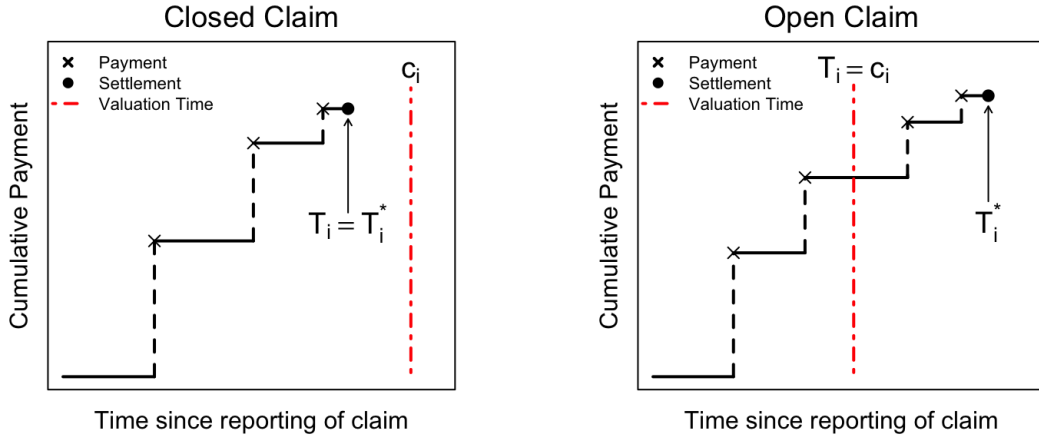 Closed Claim
Payment
Settlement
Valuation Time
c_i
T_i = T_i^*
Cumulative Payment
Time since reporting of claim
Open Claim
Payment
Settlement
Valuation Time
T_i = c_i
T_i^*
Cumulative Payment
Time since reporting of claim